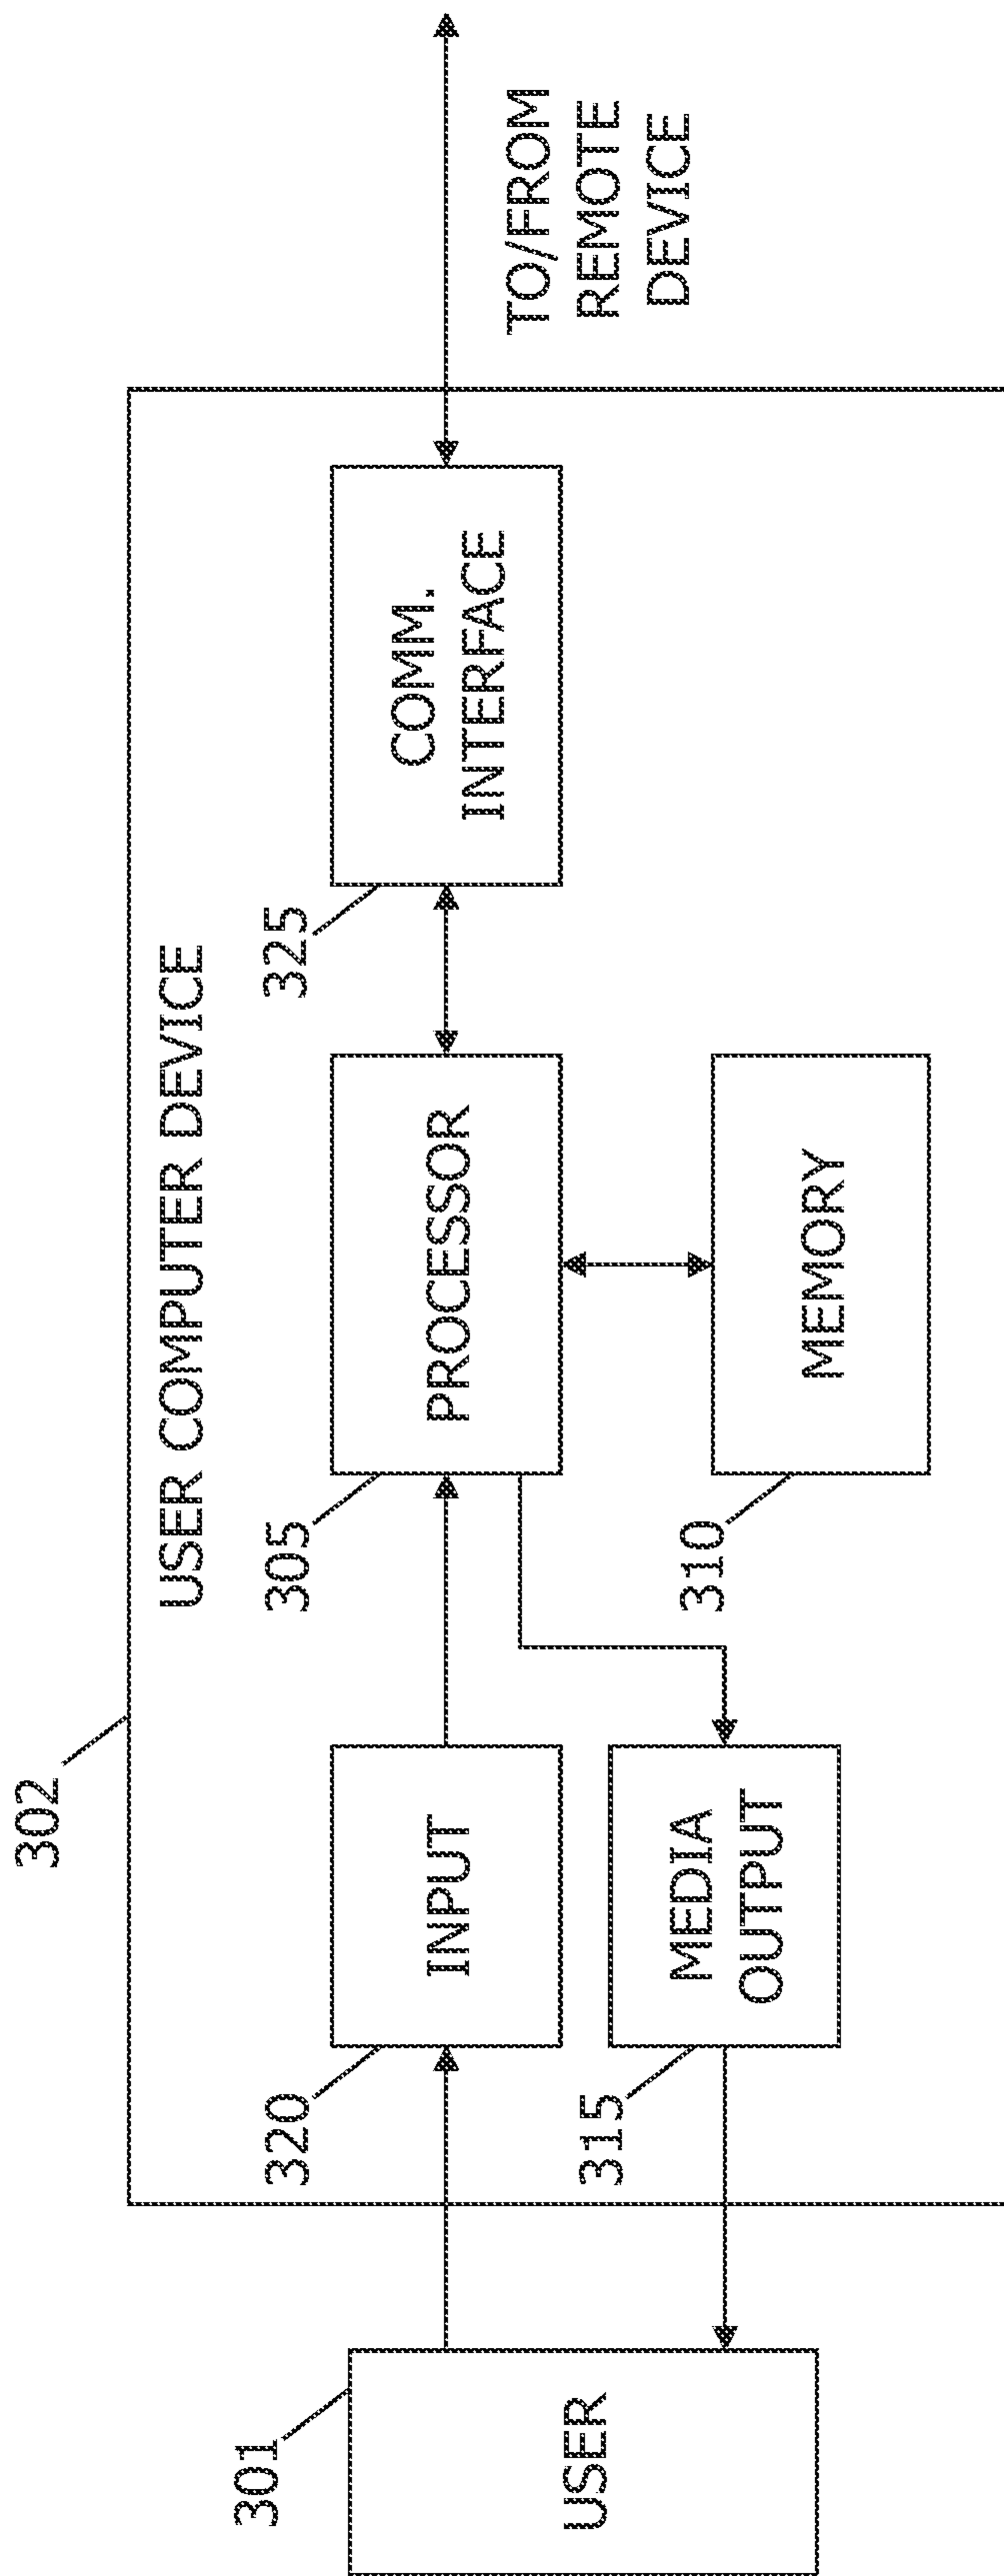 302
USER COMPUTER DEVICE
301
USER
320
INPUT
305
PROCESSOR
325
COMM.
INTERFACE
TO/FROM
REMOTE
DEVICE
315
MEDIA
OUTPUT
310
MEMORY